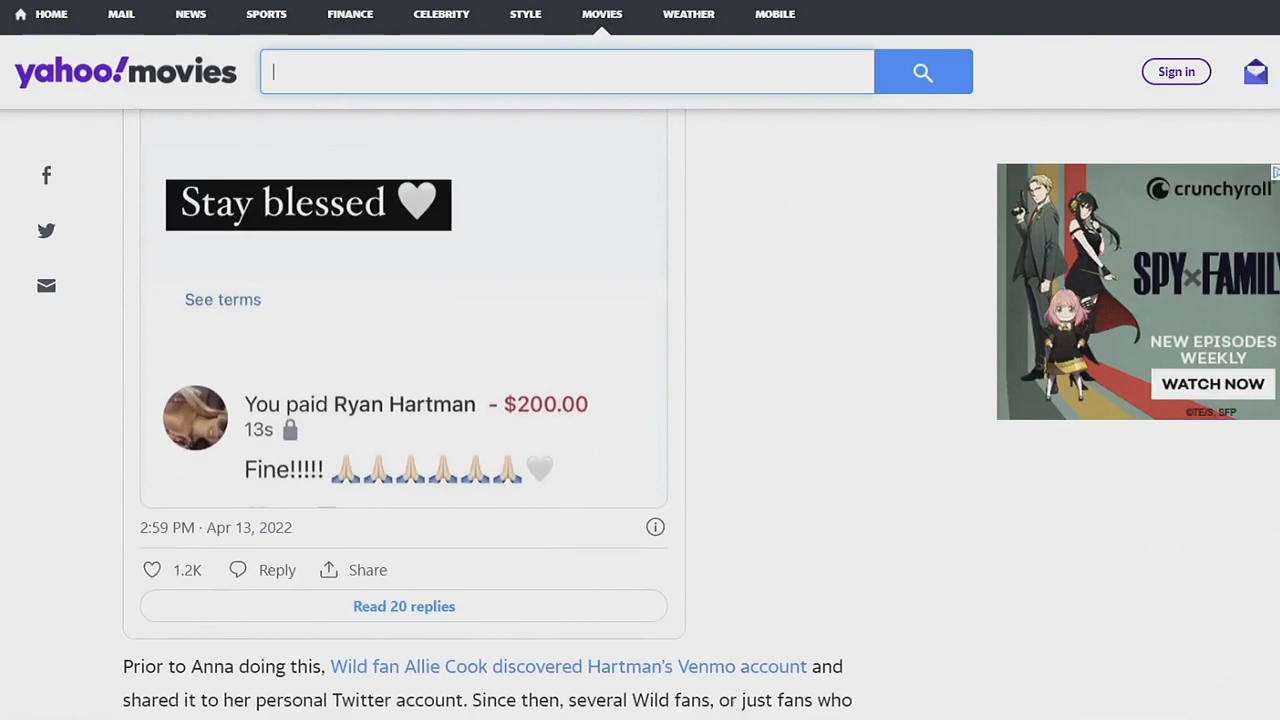 HOME MAIL NEWS SPORTS FINANCE CELEBRITY STYLE MOVIES WEATHER MOBILE
yahoo!movies
Sign in
Stay blessed 🤍
See terms
You paid Ryan Hartman - $200.00
13s
Fine!!!!! 🙏🏻🙏🏻🙏🏻🙏🏻🙏🏻🙏🏻🤍
2:59 PM · Apr 13, 2022
1.2K Reply Share
Read 20 replies
Prior to Anna doing this, Wild fan Allie Cook discovered Hartman's Venmo account and
shared it to her personal Twitter account. Since then, several Wild fans, or just fans who
crunchyroll
SPY×FAMILY
NEW EPISODES
WEEKLY
WATCH NOW
©TE/S, SFP